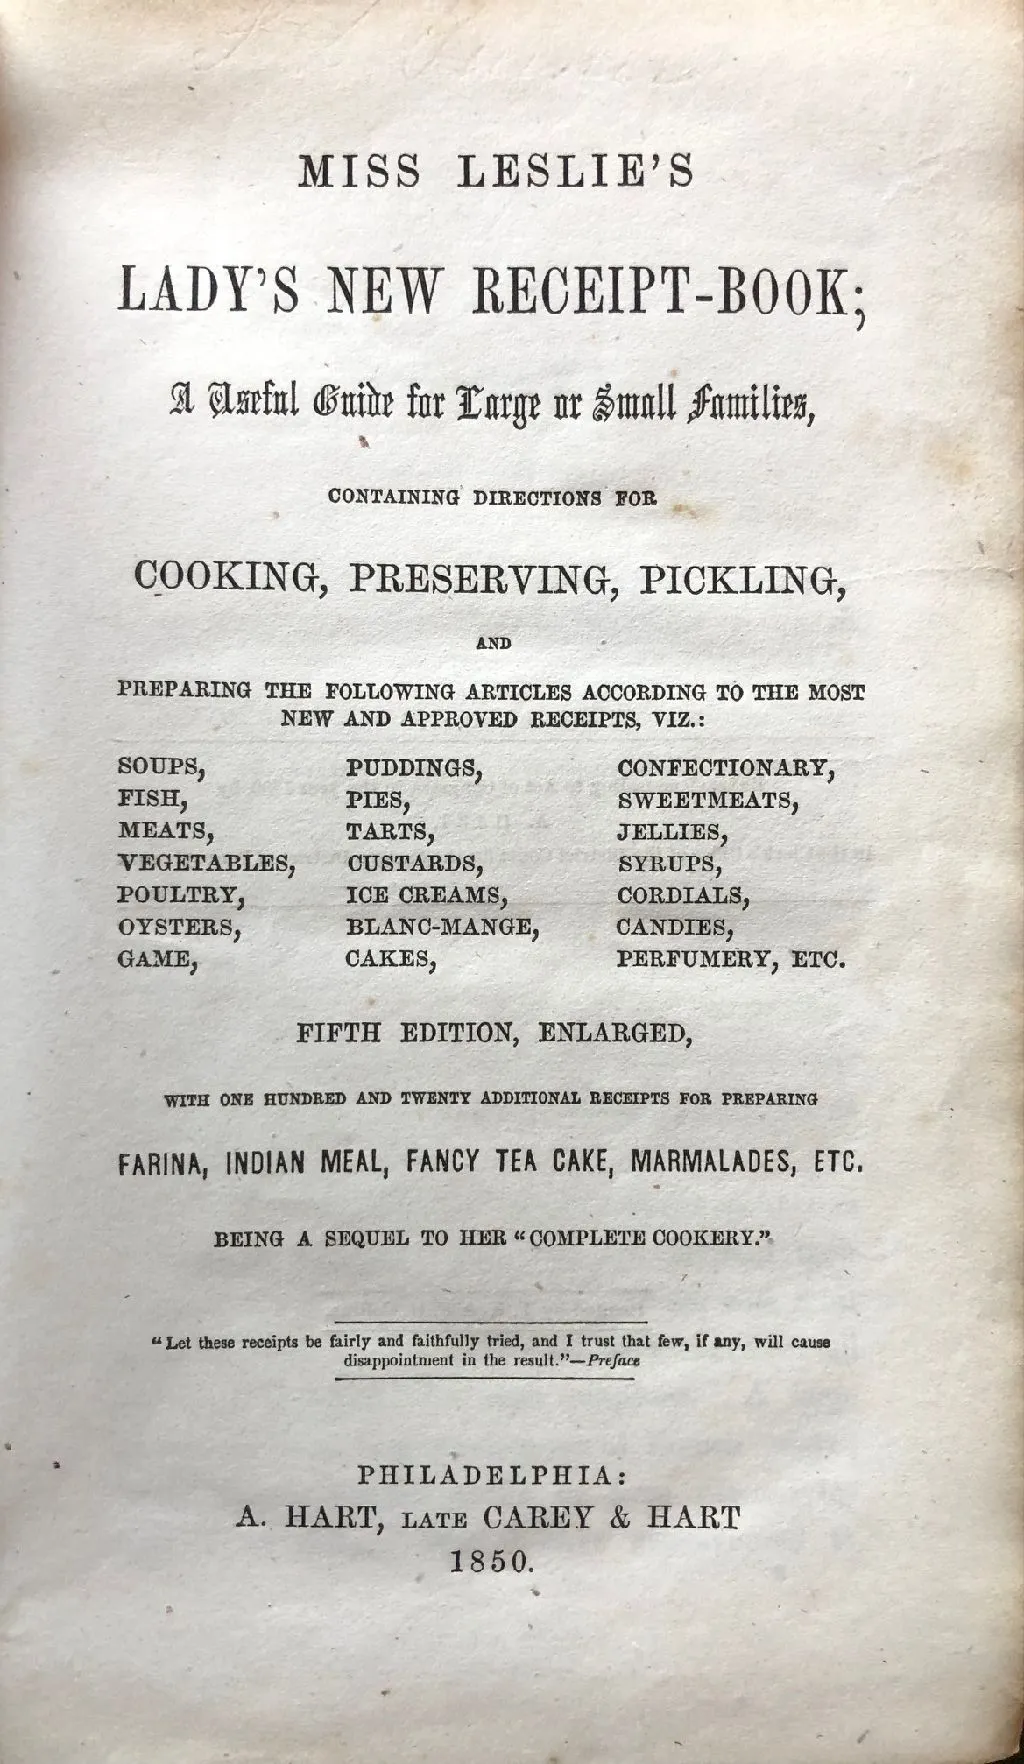 MISS LESLIE'S
LADY'S NEW RECEIPT-BOOK;
A Useful Guide for Large or Small Families,
CONTAINING DIRECTIONS FOR
COOKING, PRESERVING, PICKLING,
AND
PREPARING THE FOLLOWING ARTICLES ACCORDING TO THE MOST
NEW AND APPROVED RECEIPTS, VIZ.:
SOUPS,
FISH,
MEATS,
VEGETABLES,
POULTRY,
OYSTERS,
GAME,
PUDDINGS,
PIES,
TARTS,
CUSTARDS,
ICE CREAMS,
BLANC-MANGE,
CAKES,
CONFECTIONARY,
SWEETMEATS,
JELLIES,
SYRUPS,
CORDIALS,
CANDIES,
PERFUMERY, ETC.
FIFTH EDITION, ENLARGED,
WITH ONE HUNDRED AND TWENTY ADDITIONAL RECEIPTS FOR PREPARING
FARINA, INDIAN MEAL, FANCY TEA CAKE, MARMALADES, ETC.
BEING A SEQUEL TO HER "COMPLETE COOKERY."
"Let these receipts be fairly and faithfully tried, and I trust that few, if any, will cause
disappointment in the result."—Preface
PHILADELPHIA:
A. HART, LATE CAREY & HART
1850.